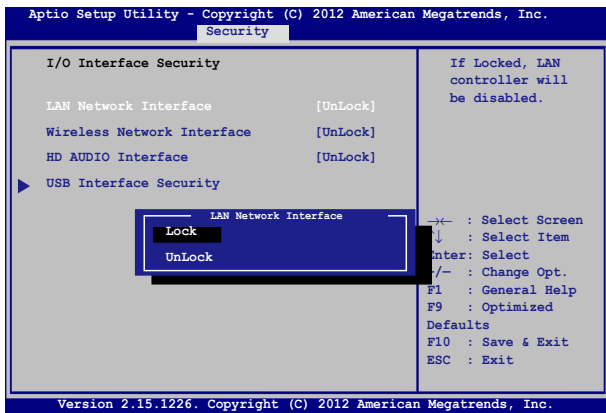 Aptio Setup Utility - Copyright (C) 2012 American Megatrends, Inc.
Security
I/O Interface Security
LAN Network Interface [UnLock]
Wireless Network Interface [UnLock]
HD AUDIO Interface [UnLock]
USB Interface Security
LAN Network Interface
Lock
UnLock
If Locked, LAN
controller will
be disabled.
→← : Select Screen
↓ : Select Item
Enter: Select
/— : Change Opt.
F1 : General Help
F9 : Optimized
Defaults
F10 : Save & Exit
ESC : Exit
Version 2.15.1226. Copyright (C) 2012 American Megatrends, Inc.